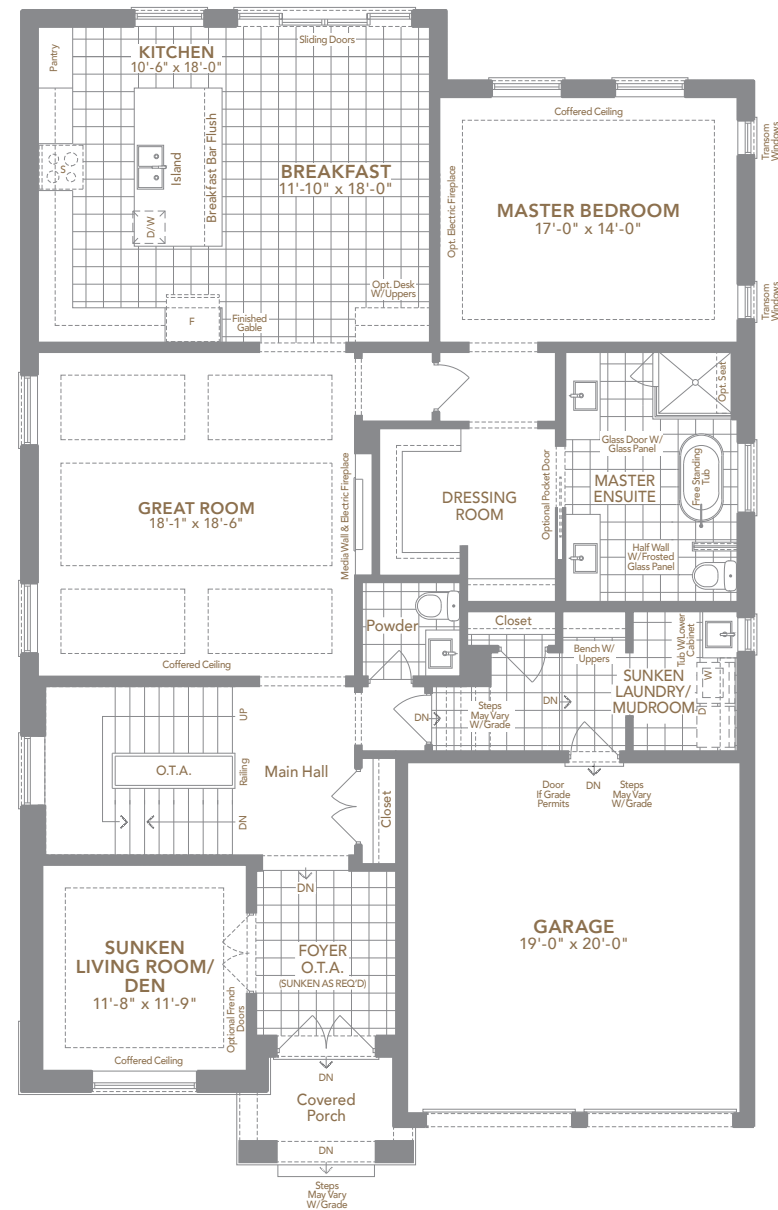 Sliding Doors
Pantry
KITCHEN
10'-6" x 18'-0"
S
Island
Breakfast Bar Flush
D/W
BREAKFAST
11'-10" x 18'-0"
Opt. Desk
W/Uppers
F
Finished
Gable
Coffered Ceiling
Transom
Windows
Opt. Electric Fireplace
MASTER BEDROOM
17'-0" x 14'-0"
Transom
Windows
GREAT ROOM
18'-1" x 18'-6"
Media Wall & Electric Fireplace
Coffered Ceiling
DRESSING
ROOM
Optional Pocket Door
Opt. Seat
Glass Door W/
Glass Panel
MASTER
ENSUITE
Free Standing
Tub
Half Wall
W/Frosted
Glass Panel
Powder
Closet
Bench W/
Uppers
Tub W/Lower
Cabinet
SUNKEN
LAUNDRY/
MUDROOM
W
D
DN
Steps
May Vary
W/Grade
DN
UP
O.T.A.
Railing
DN
Main Hall
Closet
Door
If Grade
Permits
DN
Steps
May Vary
W/Grade
DN
GARAGE
19'-0" x 20'-0"
SUNKEN
LIVING ROOM/
DEN
11'-8" x 11'-9"
Coffered Ceiling
Optional French
Doors
FOYER
O.T.A.
(SUNKEN AS REQ'D)
DN
Covered
Porch
DN
Steps
May Vary
W/Grade